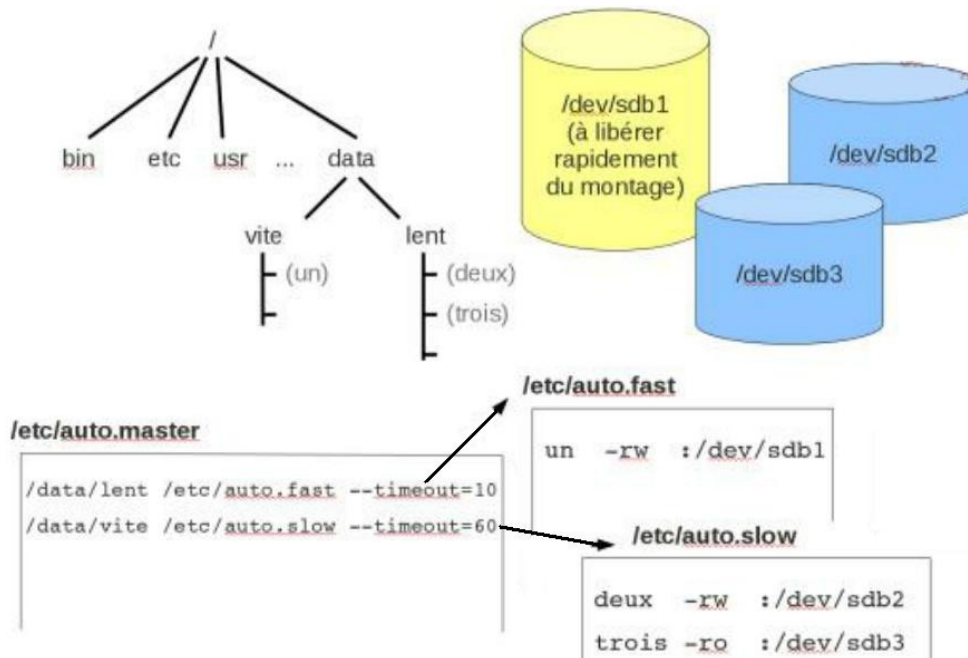 /
bin etc usr ... data
vite lent
(un)
(deux)
(trois)
/dev/sdb1
(à libérer
rapidement
du montage)
/dev/sdb2
/dev/sdb3
/etc/auto.master
/data/lent /etc/auto.fast --timeout=10
/data/vite /etc/auto.slow --timeout=60
/etc/auto.fast
un -rw :/dev/sdb1
/etc/auto.slow
deux -rw :/dev/sdb2
trois -ro :/dev/sdb3